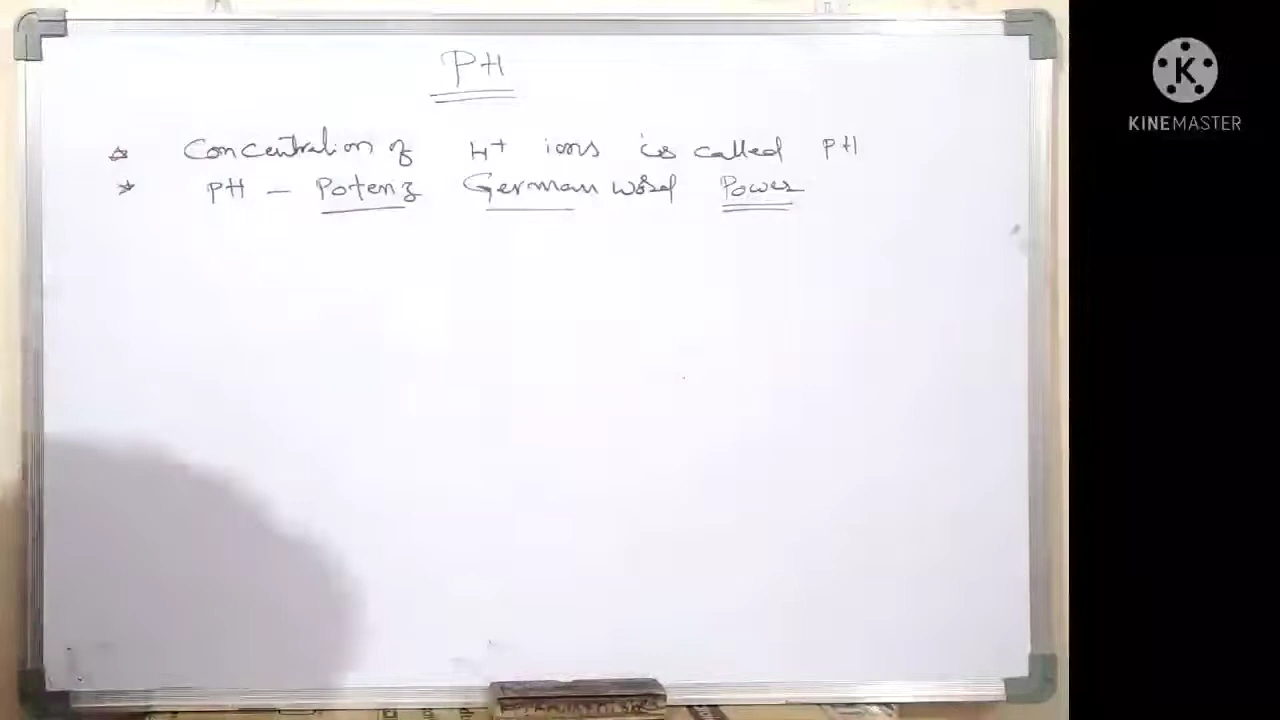 PH
Concentration of H+ ions is called PH
PH - Potenz German word Power
K
KINEMASTER